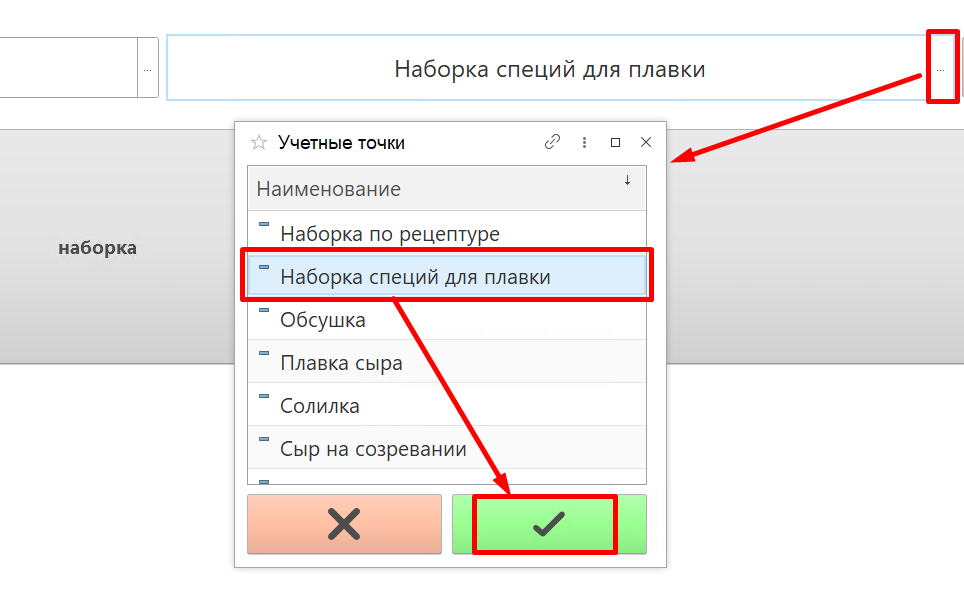 ...
Наборка специй для плавки
...
Учетные точки
Наименование
Наборка по рецептуре
наборка
Наборка специй для плавки
Обсушка
Плавка сыра
Солилка
Сыр на созревании